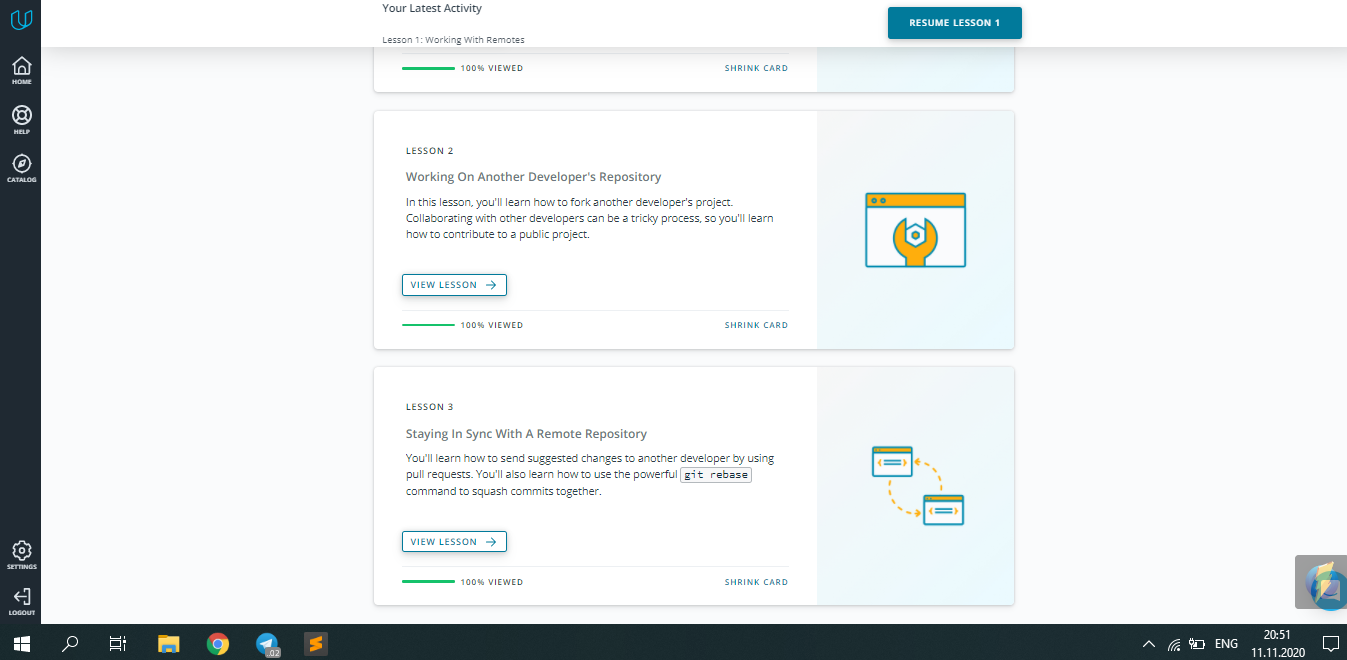 Your Latest Activity
RESUME LESSON 1
Lesson 1: Working With Remotes
HOME
HELP
CATALOG
SETTINGS
LOGOUT
100% VIEWED
SHRINK CARD
LESSON 2
Working On Another Developer's Repository
In this lesson, you'll learn how to fork another developer's project.
Collaborating with other developers can be a tricky process, so you'll learn
how to contribute to a public project.
VIEW LESSON
100% VIEWED
SHRINK CARD
LESSON 3
Staying In Sync With A Remote Repository
You'll learn how to send suggested changes to another developer by using
pull requests. You'll also learn how to use the powerful git rebase
command to squash commits together.
VIEW LESSON
100% VIEWED
SHRINK CARD
.02
ENG
20:51
11.11.2020